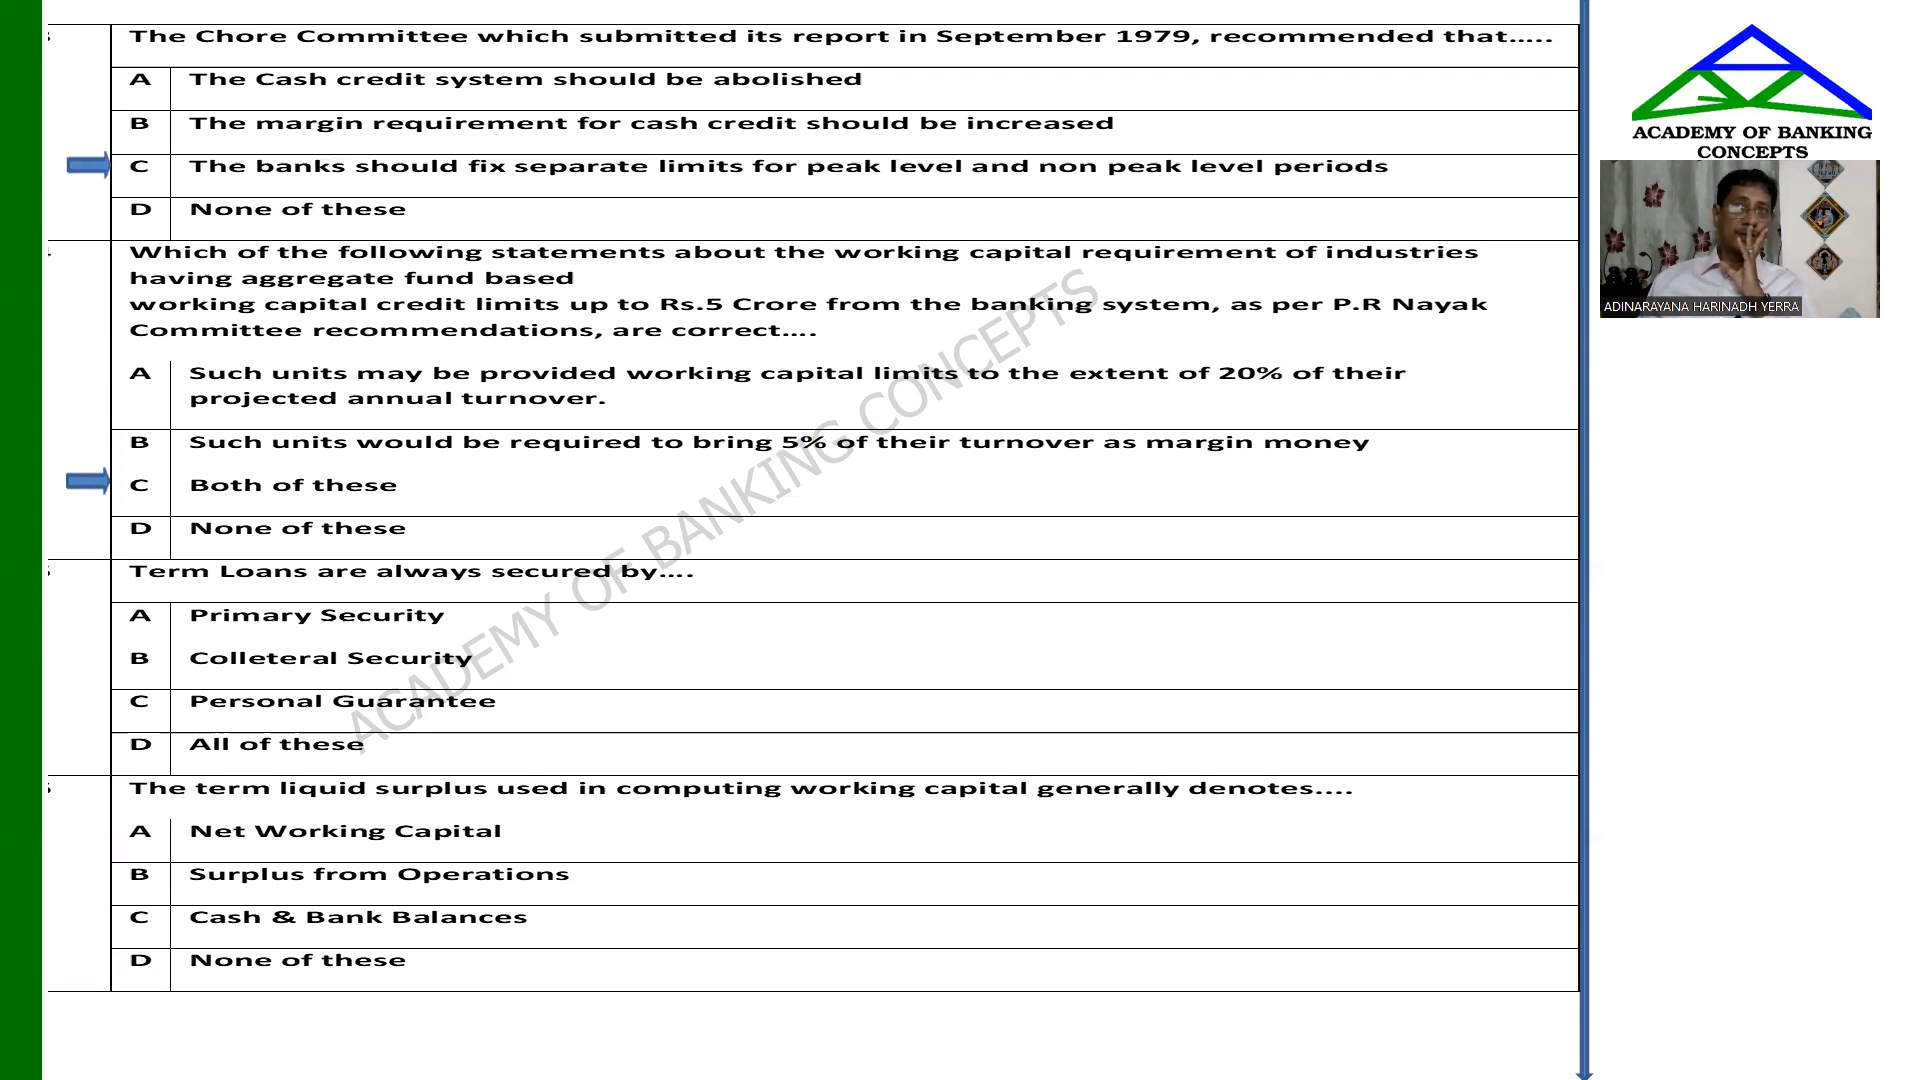 The Chore Committee which submitted its report in September 1979, recommended that.....
A The Cash credit system should be abolished
B The margin requirement for cash credit should be increased
C The banks should fix separate limits for peak level and non peak level periods
D None of these
Which of the following statements about the working capital requirement of industries
having aggregate fund based
working capital credit limits up to Rs.5 Crore from the banking system, as per P.R Nayak
Committee recommendations, are correct....
A Such units may be provided working capital limits to the extent of 20% of their
projected annual turnover.
B Such units would be required to bring 5% of their turnover as margin money
C Both of these
D None of these
Term Loans are always secured by....
A Primary Security
B Colleteral Security
C Personal Guarantee
D All of these
The term liquid surplus used in computing working capital generally denotes....
A Net Working Capital
B Surplus from Operations
C Cash & Bank Balances
D None of these
ACADEMY OF BANKING CONCEPTS
ACADEMY OF BANKING
CONCEPTS
ADINARAYANA HARINADH YERRA